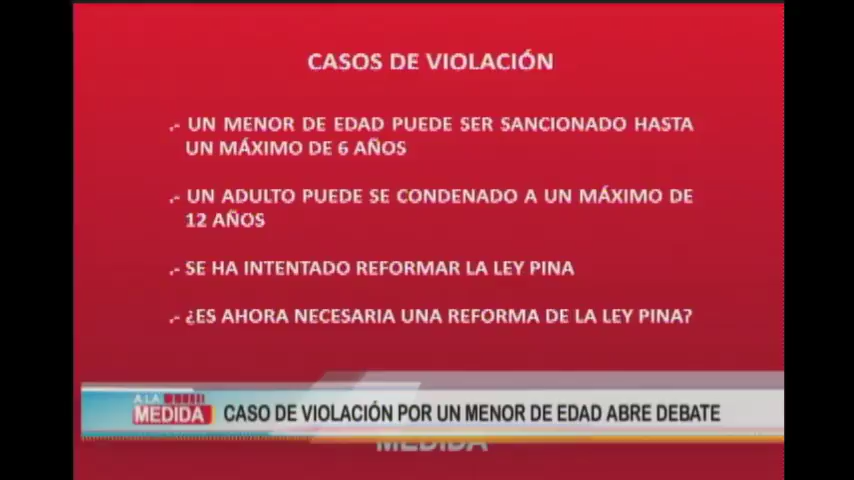 CASOS DE VIOLACIÓN
.- UN MENOR DE EDAD PUEDE SER SANCIONADO HASTA
UN MÁXIMO DE 6 AÑOS
.- UN ADULTO PUEDE SE CONDENADO A UN MÁXIMO DE
12 AÑOS
.- SE HA INTENTADO REFORMAR LA LEY PINA
.- ¿ES AHORA NECESARIA UNA REFORMA DE LA LEY PINA?
A LA
MEDIDA
CASO DE VIOLACIÓN POR UN MENOR DE EDAD ABRE DEBATE
MEDIDA